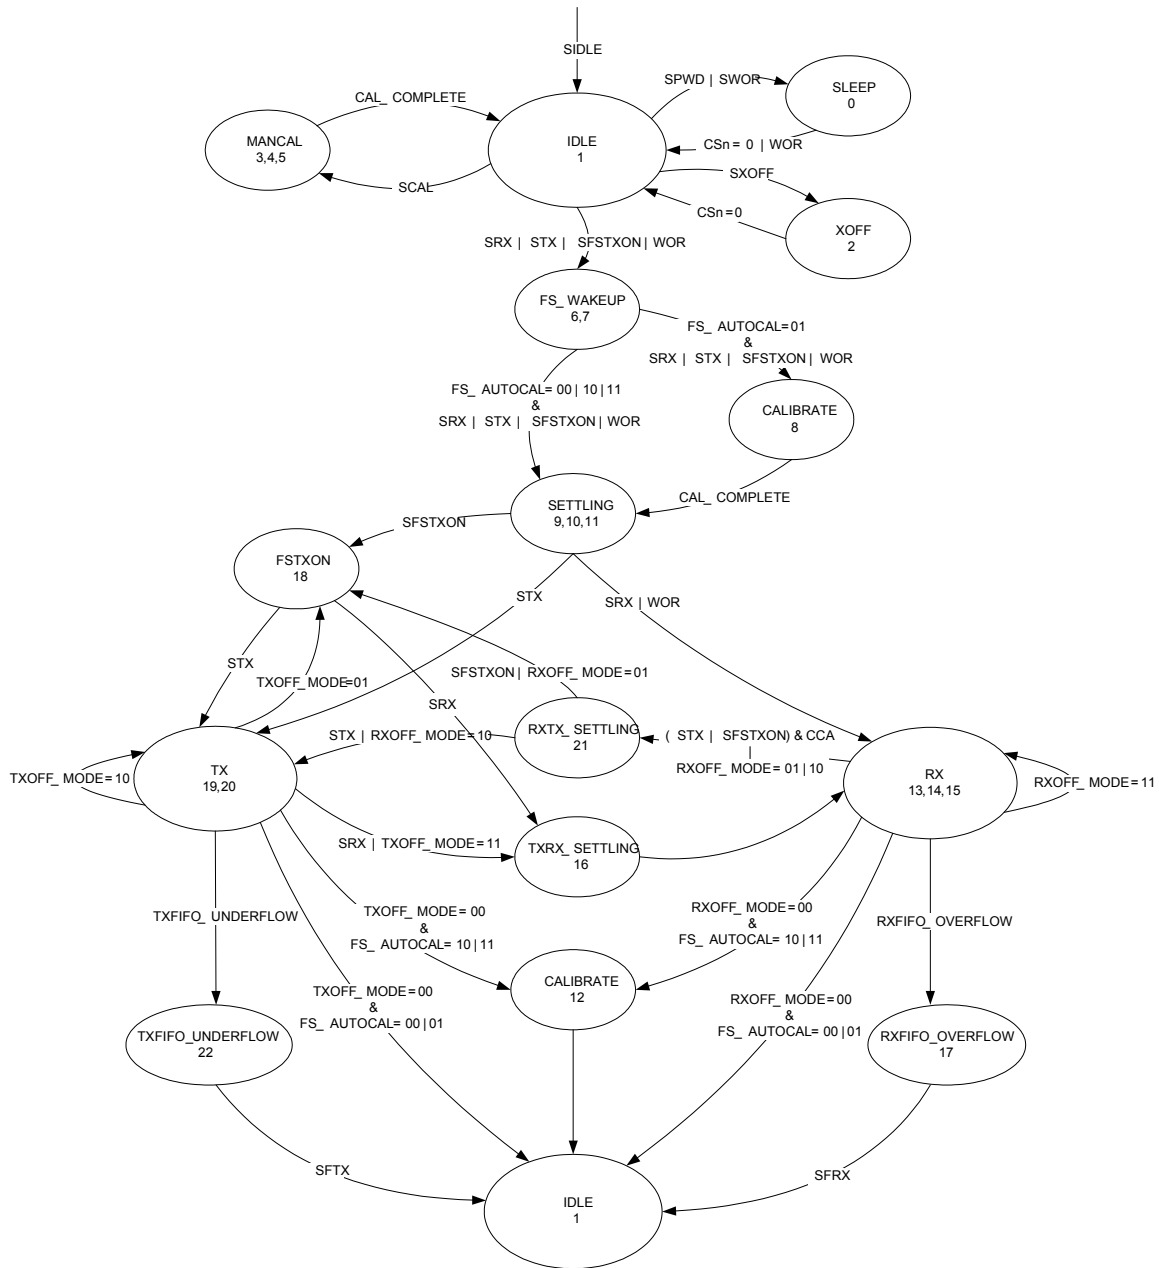 SIDLE
SPWD | SWOR
SLEEP
0
CAL_ COMPLETE
MANCAL
3,4,5
IDLE
1
CSn = 0 | WOR
SXOFF
SCAL
CSn = 0
XOFF
2
SRX | STX | SFSTXON | WOR
FS_ WAKEUP
6,7
FS_ AUTOCAL = 01
&
SRX | STX | SFSTXON | WOR
FS_ AUTOCAL = 00 | 10 | 11
&
SRX | STX | SFSTXON | WOR
CALIBRATE
8
CAL_ COMPLETE
SETTLING
9,10,11
SFSTXON
FSTXON
18
STX
SRX | WOR
STX
TXOFF_ MODE = 01
SFSTXON | RXOFF_ MODE = 01
SRX
RXTX_ SETTLING
21
STX | RXOFF_ MODE = 10
( STX | SFSTXON ) & CCA
|
RXOFF_ MODE = 01 | 10
TXOFF_ MODE = 10
TX
19,20
RX
13,14,15
RXOFF_ MODE = 11
SRX | TXOFF_ MODE = 11
TXRX_ SETTLING
16
TXFIFO_ UNDERFLOW
TXOFF_ MODE = 00
&
FS_ AUTOCAL = 10 | 11
RXOFF_ MODE = 00
&
FS_ AUTOCAL = 10 | 11
RXFIFO_ OVERFLOW
CALIBRATE
12
TXOFF_ MODE = 00
&
FS_ AUTOCAL = 00 | 01
RXOFF_ MODE = 00
&
FS_ AUTOCAL = 00 | 01
TXFIFO_UNDERFLOW
22
RXFIFO_OVERFLOW
17
SFTX
SFRX
IDLE
1